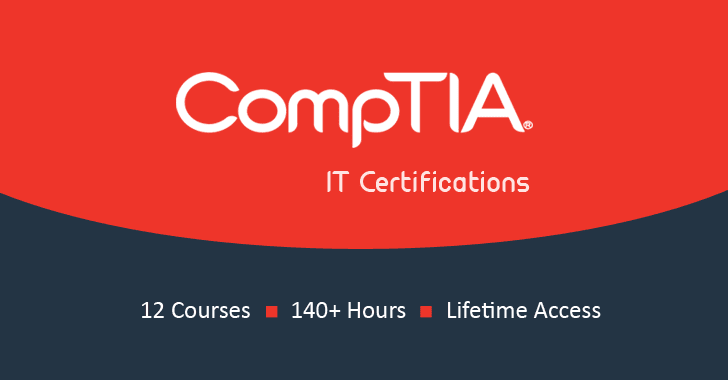 CompTIA®
IT Certifications
12 Courses ■ 140+ Hours ■ Lifetime Access